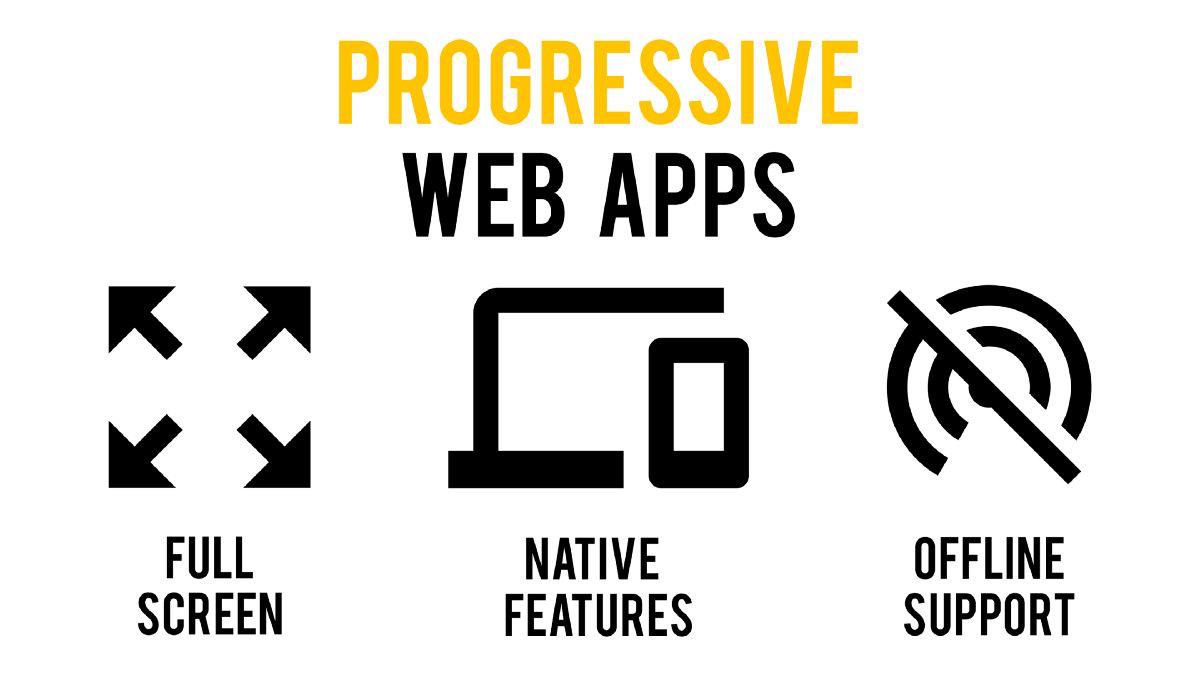 PROGRESSIVE
WEB APPS
FULL
SCREEN
NATIVE
FEATURES
OFFLINE
SUPPORT